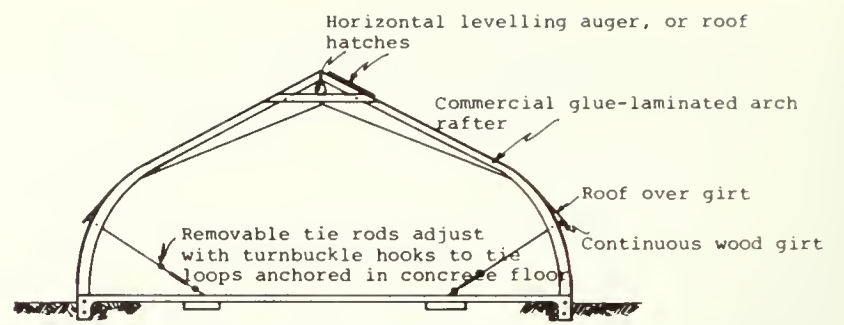 Horizontal levelling auger, or roof
hatches
Commercial glue-laminated arch
rafter
Roof over girt
Continuous wood girt
Removable tie rods adjust
with turnbuckle hooks to tie
loops anchored in concrete floor